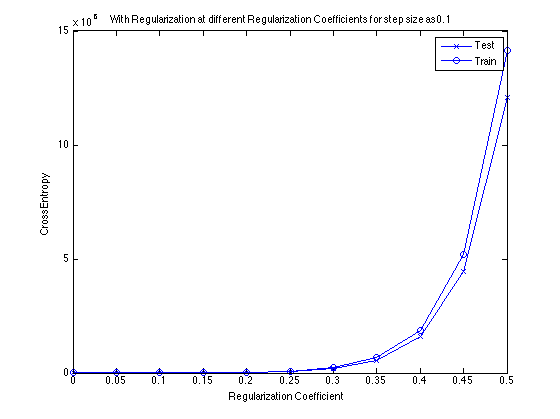 With Regularization at different Regularization Coefficients for step size as0.1
x 10^6
15
10
5
0
CrossEntropy
Test
Train
0 0.05 0.1 0.15 0.2 0.25 0.3 0.35 0.4 0.45 0.5
Regularization Coefficient